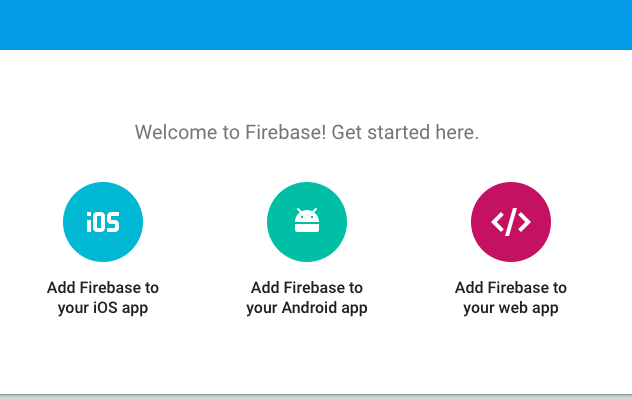 Welcome to Firebase! Get started here.
iOS
Add Firebase to
your iOS app
Add Firebase to
your Android app
</>
Add Firebase to
your web app